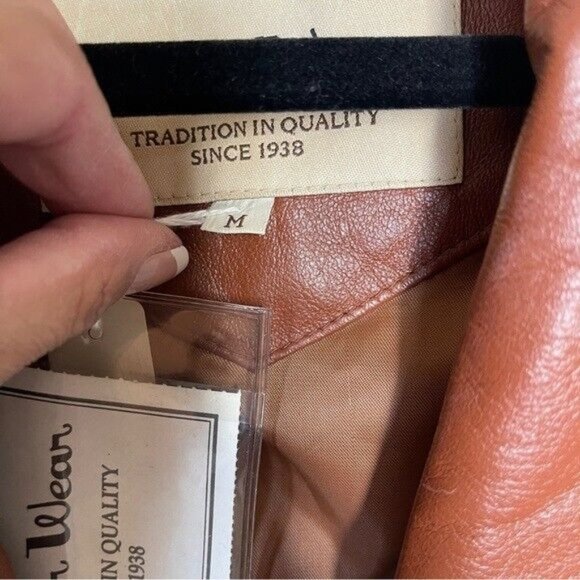 TRADITION IN QUALITY
SINCE 1938
M
r Wear
IN QUALITY
1938